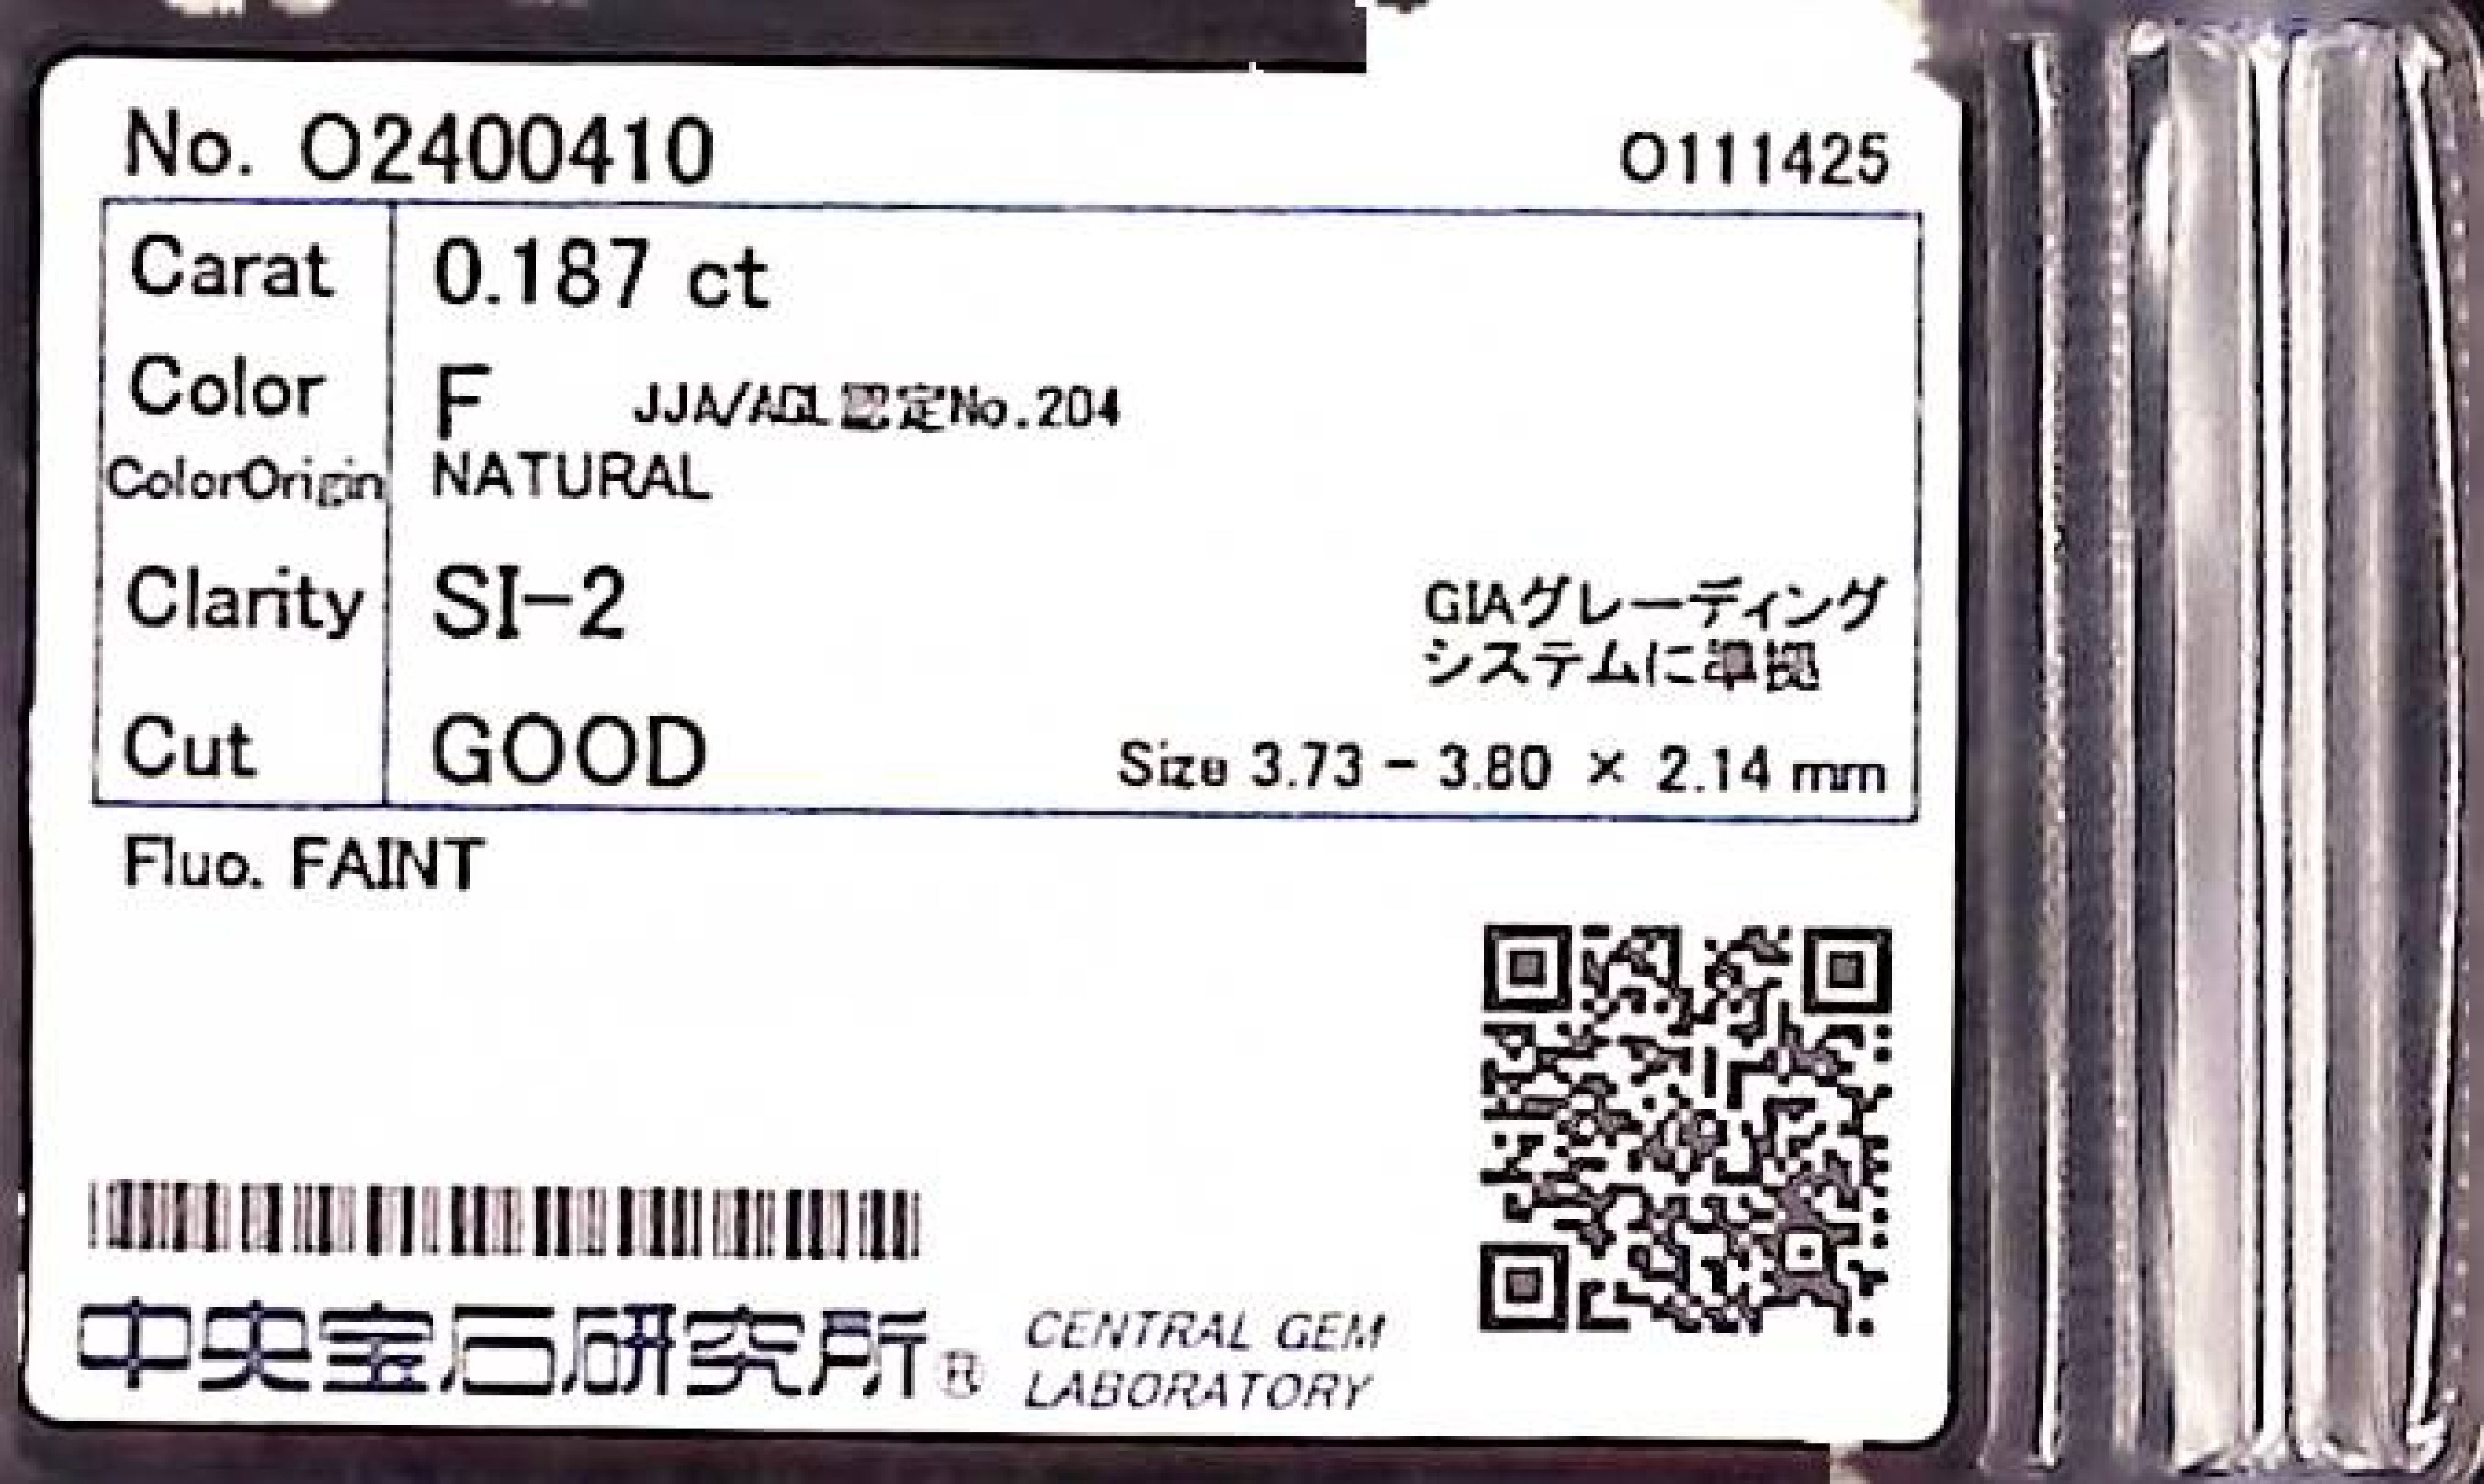 No. O2400410 O111425
Carat 0.187 ct
Color F JJA/AGL認定No.204
ColorOrigin NATURAL
Clarity SI-2
GIAグレーディング
システムに準拠
Cut GOOD
Size 3.73 - 3.80 × 2.14 mm
Fluo. FAINT
中央宝石研究所® CENTRAL GEM
LABORATORY